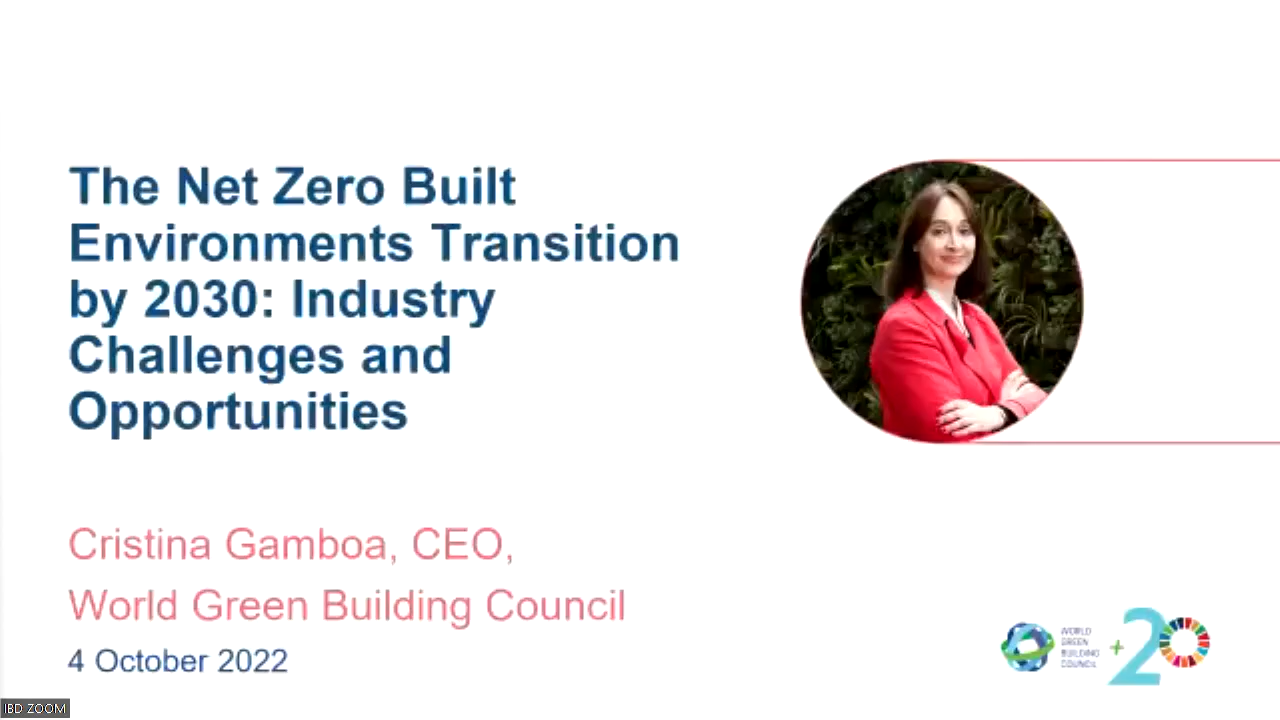 The Net Zero Built
Environments Transition
by 2030: Industry
Challenges and
Opportunities
Cristina Gamboa, CEO,
World Green Building Council
4 October 2022
WORLD
GREEN
BUILDING
COUNCIL
+20
IBD ZOOM